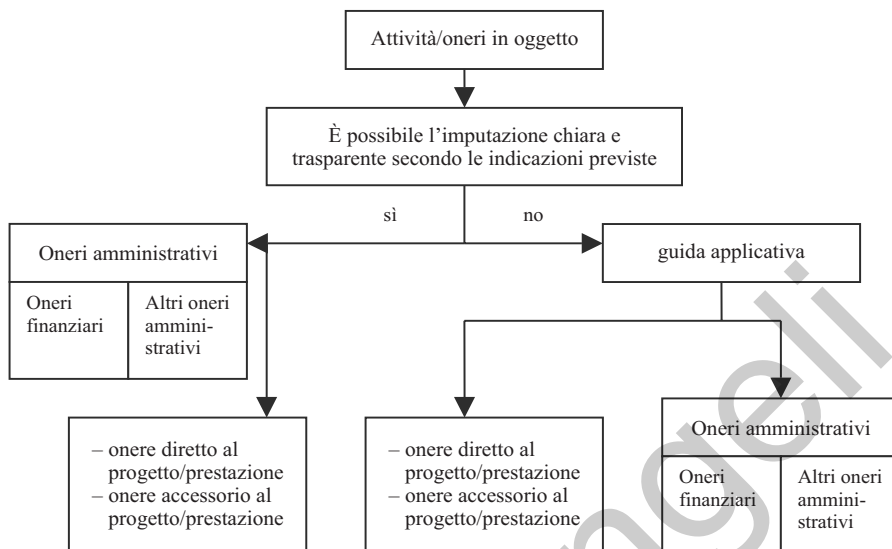 Attività/oneri in oggetto
È possibile l’imputazione chiara e
trasparente secondo le indicazioni previste
sì
no
Oneri amministrativi
Oneri
finanziari
Altri oneri
ammini-
strativi
guida applicativa
– onere diretto al
progetto/prestazione
– onere accessorio al
progetto/prestazione
– onere diretto al
progetto/prestazione
– onere accessorio al
progetto/prestazione
Oneri amministrativi
Oneri
finanziari
Altri oneri
ammini-
strativi
ngeli